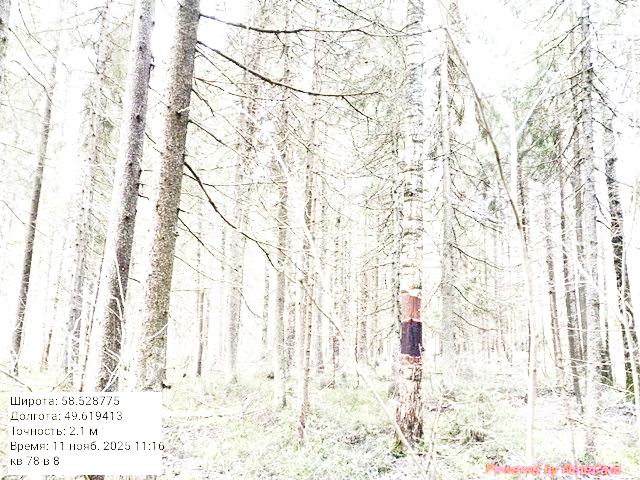 Широта: 58.528775
Долгота: 49.619413
Точность: 2.1 м
Время: 11 нояб. 2025 11:16
кв 78 в 8
Powered by NoteCam